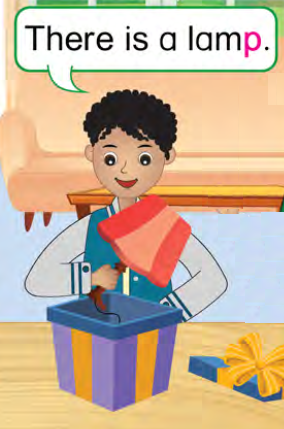 There is a lamp.